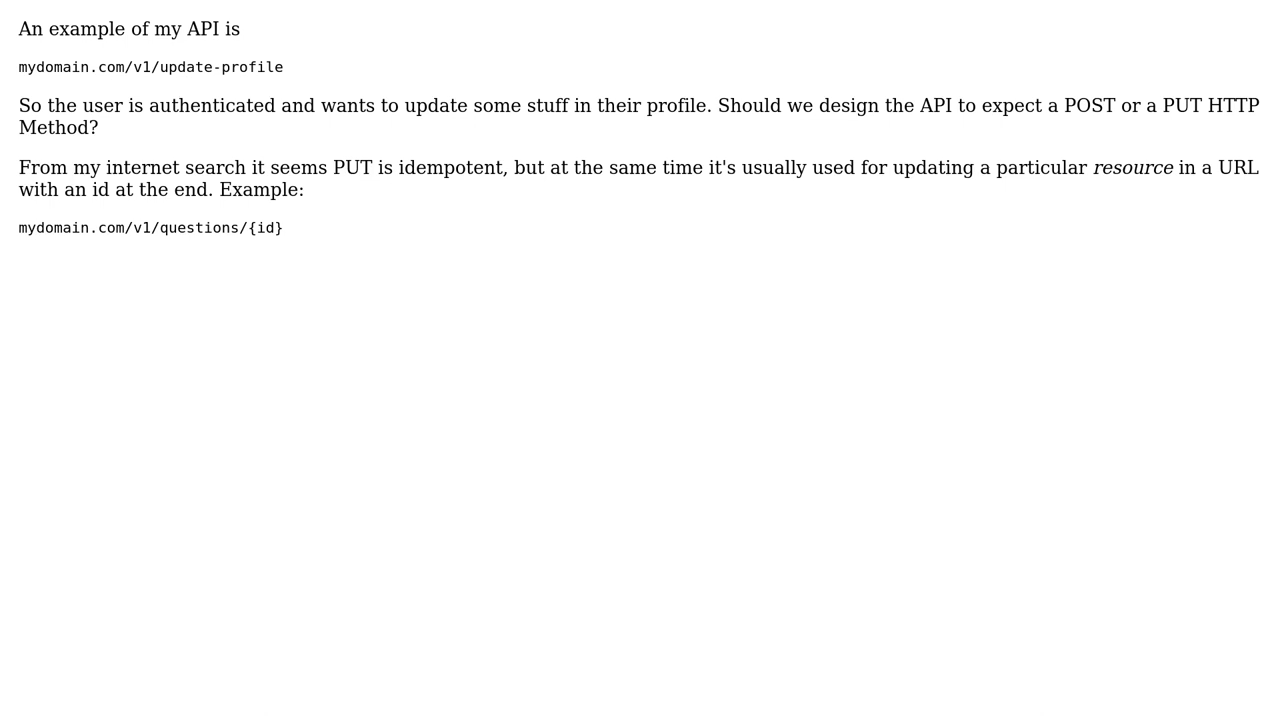 An example of my API is
mydomain.com/v1/update-profile
So the user is authenticated and wants to update some stuff in their profile. Should we design the API to expect a POST or a PUT HTTP
Method?
From my internet search it seems PUT is idempotent, but at the same time it's usually used for updating a particular resource in a URL
with an id at the end. Example:
mydomain.com/v1/questions/{id}